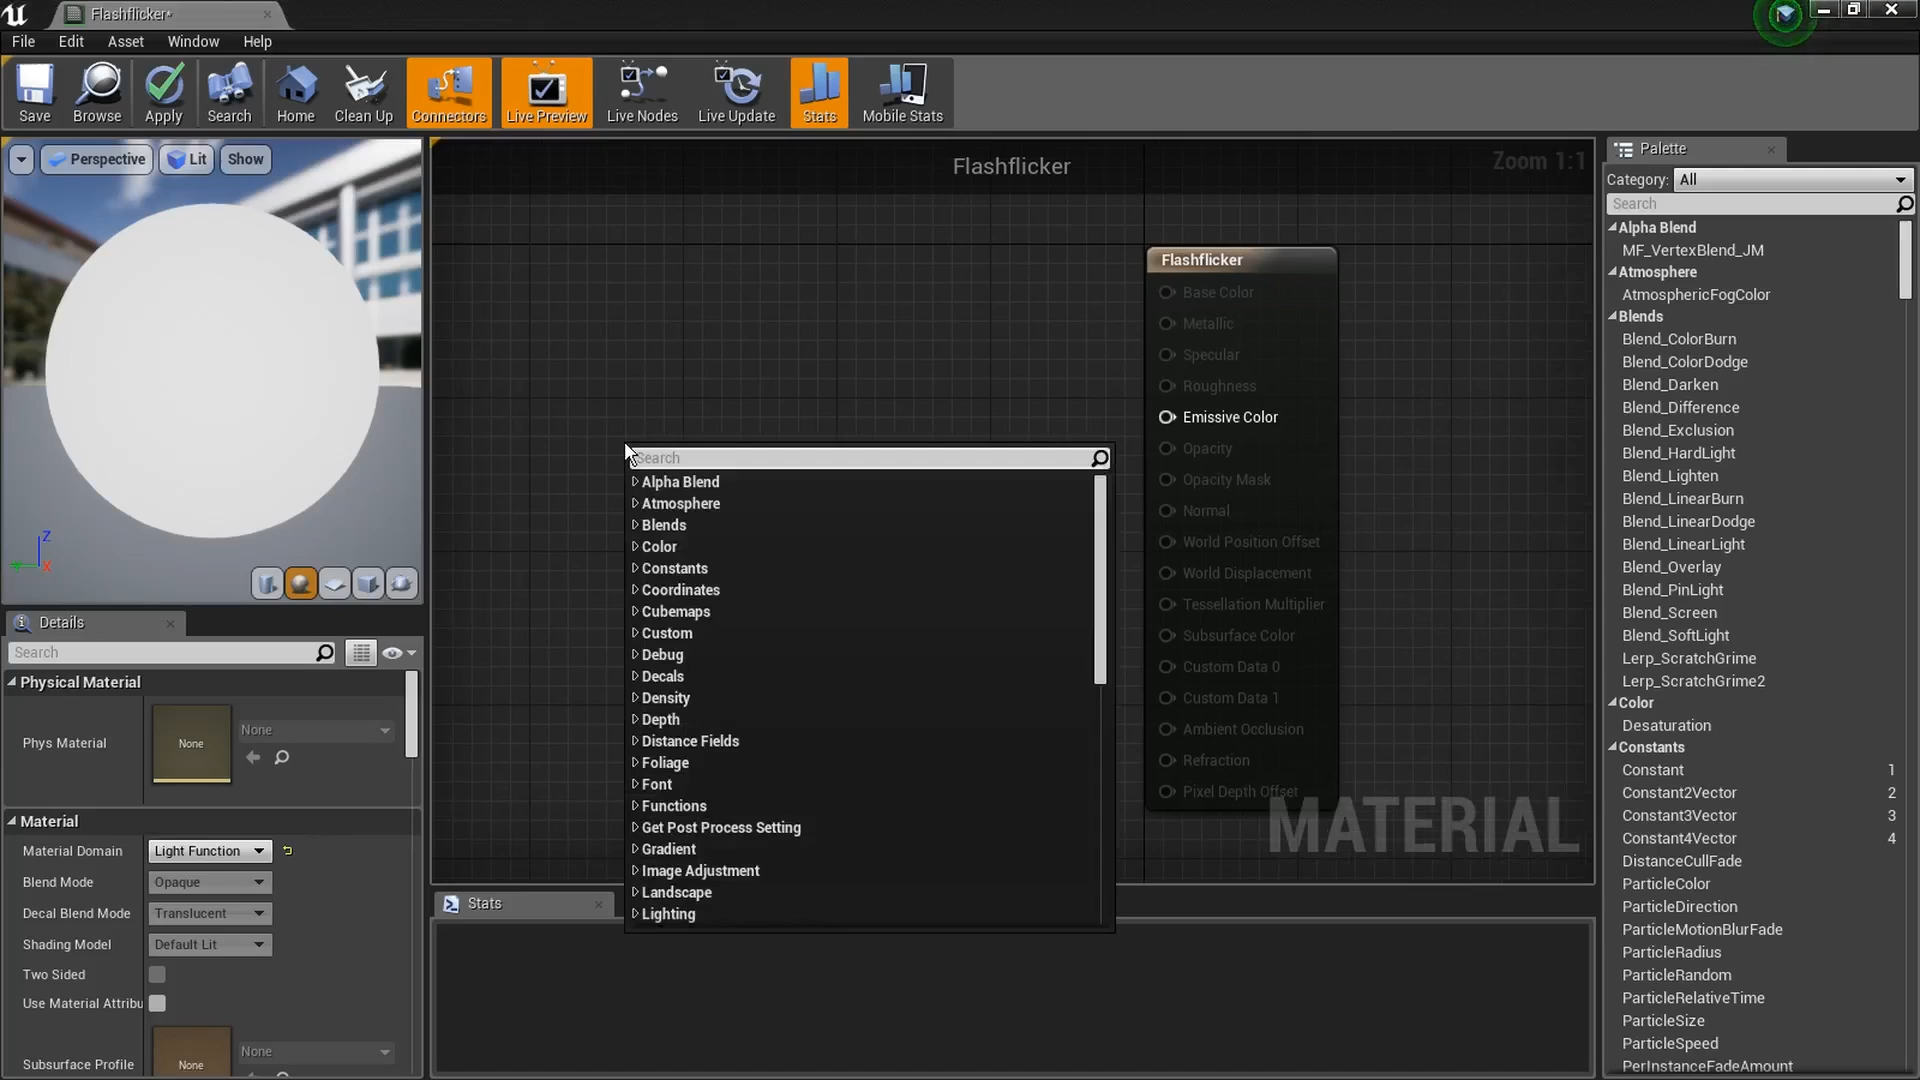 Flashflicker*
File Edit Asset Window Help
Save Browse Apply Search Home Clean Up Connectors Live Preview Live Nodes Live Update Stats Mobile Stats
Perspective Lit Show
Z
X
Details
Search
Physical Material
Phys Material
None
None
Material
Material Domain Light Function
Blend Mode Opaque
Decal Blend Mode Translucent
Shading Model Default Lit
Two Sided
Use Material Attribu
Subsurface Profile
None
None
Flashflicker
Zoom 1:1
Search
Alpha Blend
Atmosphere
Blends
Color
Constants
Coordinates
Cubemaps
Custom
Debug
Decals
Density
Depth
Distance Fields
Foliage
Font
Functions
Get Post Process Setting
Gradient
Image Adjustment
Landscape
Lighting
Flashflicker
Base Color
Metallic
Specular
Roughness
Emissive Color
Opacity
Opacity Mask
Normal
World Position Offset
World Displacement
Tessellation Multiplier
Subsurface Color
Custom Data 0
Custom Data 1
Ambient Occlusion
Refraction
Pixel Depth Offset
MATERIAL
Stats
Palette
Category: All
Search
Alpha Blend
MF_VertexBlend_JM
Atmosphere
AtmosphericFogColor
Blends
Blend_ColorBurn
Blend_ColorDodge
Blend_Darken
Blend_Difference
Blend_Exclusion
Blend_HardLight
Blend_Lighten
Blend_LinearBurn
Blend_LinearDodge
Blend_LinearLight
Blend_Overlay
Blend_PinLight
Blend_Screen
Blend_SoftLight
Lerp_ScratchGrime
Lerp_ScratchGrime2
Color
Desaturation
Constants
Constant 1
Constant2Vector 2
Constant3Vector 3
Constant4Vector 4
DistanceCullFade
ParticleColor
ParticleDirection
ParticleMotionBlurFade
ParticleRadius
ParticleRandom
ParticleRelativeTime
ParticleSize
ParticleSpeed
PerInstanceFadeAmount